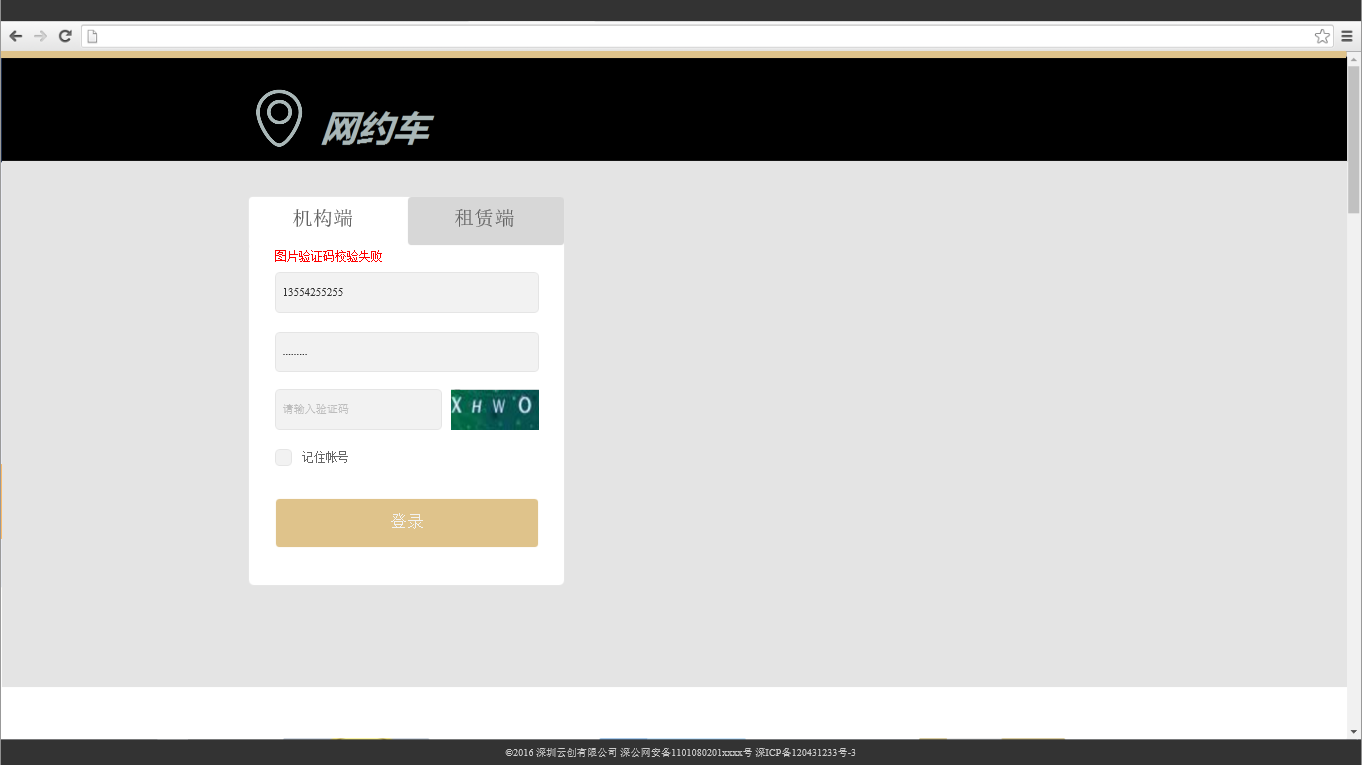 网约车
机构端 租赁端
图片验证码校验失败
13554255255
.........
请输入验证码 X H W O
记住帐号
登录
©2016 深圳云创有限公司 深公网安备1101080201xxxx号 深ICP备120431233号-3